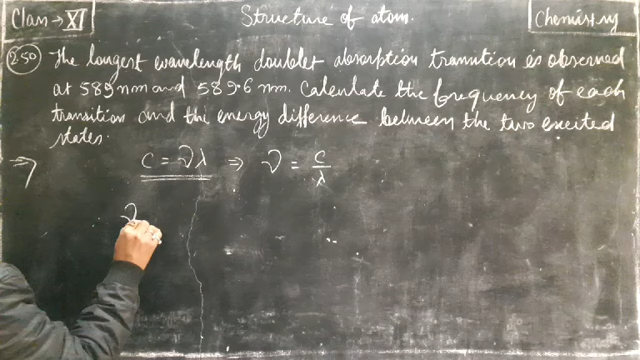 Class → XI
Structure of atom.
Chemistry
2.50 The longest wavelength doublet absorption transition is observed
at 589 nm and 589.6 nm. Calculate the frequency of each
transition and the energy difference between the two excited
states.
⇒ c = νλ ⇒ ν = c/λ